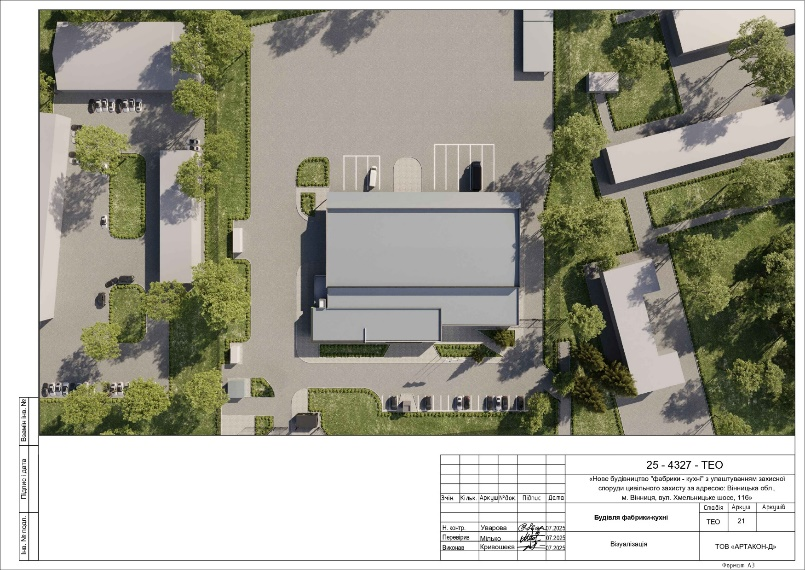 Взамін інв. №
Підпис і дата
Інв. № подл.
25 - 4327 - ТЕО
«Нове будівництво "фабрики - кухні" з улаштуванням захисної
споруди цивільного захисту за адресою: Вінницька обл.,
м. Вінниця, вул. Хмельницьке шосе, 116»
Змін. Кільк. Аркуш №док. Підпис Дата
Будівля фабрики-кухні
Стадія Аркуш Аркушів
ТЕО 21
Н. контр. Уварова 07.2025
Перевірив Мілько 07.2025
Виконав Кривошеєв 07.2025
Візуалізація
ТОВ «АРТАКОН-Д»
Формат А3